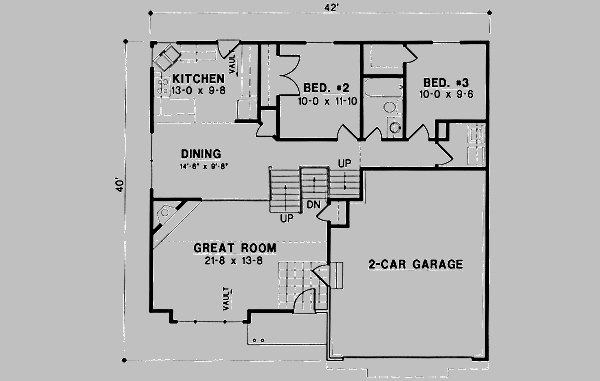 42'
KITCHEN
13-0 x 9-8
VAULT
BED. #2
10-0 x 11-10
BED. #3
10-0 x 9-6
DINING
14'-6" x 9'-8"
UP
40'
UP
DN
GREAT ROOM
21-8 x 13-8
VAULT
2-CAR GARAGE